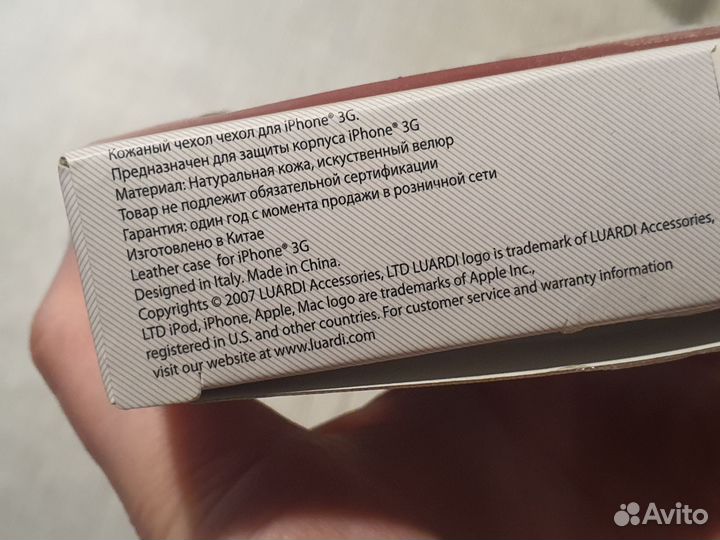 Кожаный чехол чехол для iPhone® 3G.
Предназначен для защиты корпуса iPhone® 3G
Материал: Натуральная кожа, искуственный велюр
Товар не подлежит обязательной сертификации
Гарантия: один год с момента продажи в розничной сети
Изготовлено в Китае
Leather case for iPhone® 3G
Designed in Italy. Made in China.
Copyrights © 2007 LUARDI Accessories, LTD LUARDI logo is trademark of LUARDI Accessories,
LTD iPod, iPhone, Apple, Mac logo are trademarks of Apple Inc.,
registered in U.S. and other countries. For customer service and warranty information
visit our website at www.luardi.com
Avito